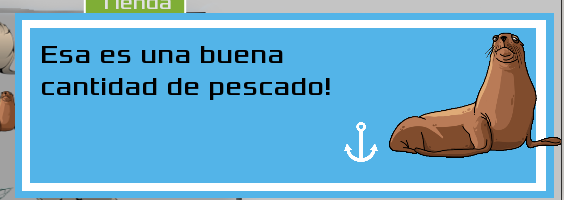 Tienda
Esa es una buena
cantidad de pescado!